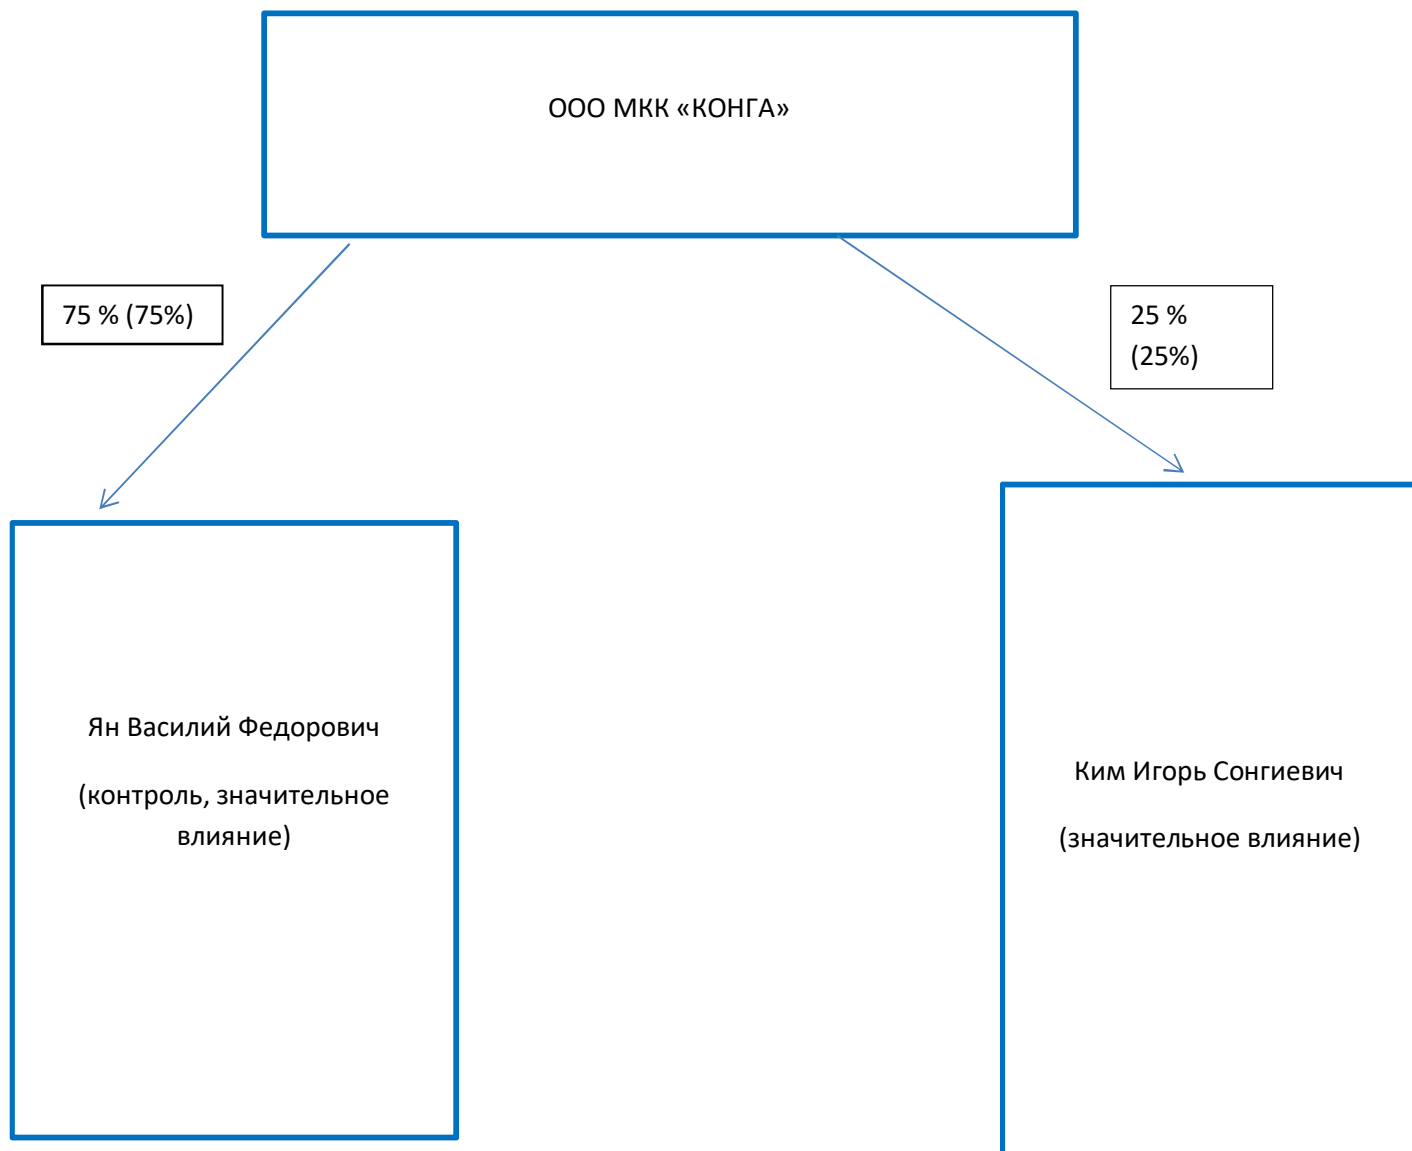 ООО МКК «КОНГА»
75 % (75%)
25 %
(25%)
Ян Василий Федорович
(контроль, значительное
влияние)
Ким Игорь Сонгиевич
(значительное влияние)